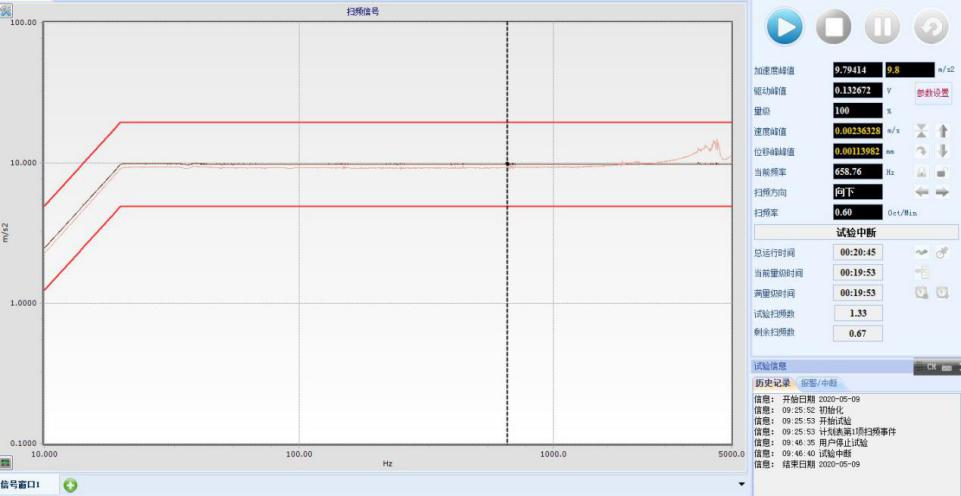 扫频信号
100.00
10.000
1.0000
0.1000
m/s2
10.000
100.00
1000.0
5000.0
Hz
信号窗口1
加速度峰值 9.79414 9.8 m/s2
驱动峰值 0.132672 V 参数设置
量级 100 %
速度峰值 0.00236328 m/s
位移峰峰值 0.00113982 mm
当前频率 658.76 Hz
扫频方向 向下
扫频率 0.60 Oct/Min
试验中断
总运行时间 00:20:45
当前量级时间 00:19:53
满量级时间 00:19:53
试验扫频数 1.33
剩余扫频数 0.67
试验信息 CH
历史记录 报警/中断
信息: 开始日期 2020-05-09
信息: 09:25:52 初始化
信息: 09:25:53 开始试验
信息: 09:25:53 计划表第1项扫频事件
信息: 09:46:35 用户停止试验
信息: 09:46:40 试验中断
信息: 结束日期 2020-05-09